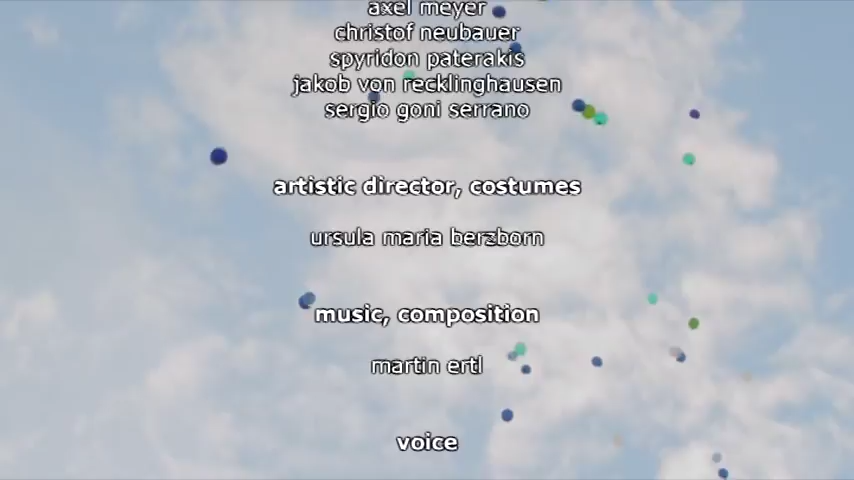 axel meyer
christof neubauer
spyridon paterakis
jakob von recklinghausen
sergio goni serrano
artistic director, costumes
ursula maria berzborn
music, composition
martin ertl
voice